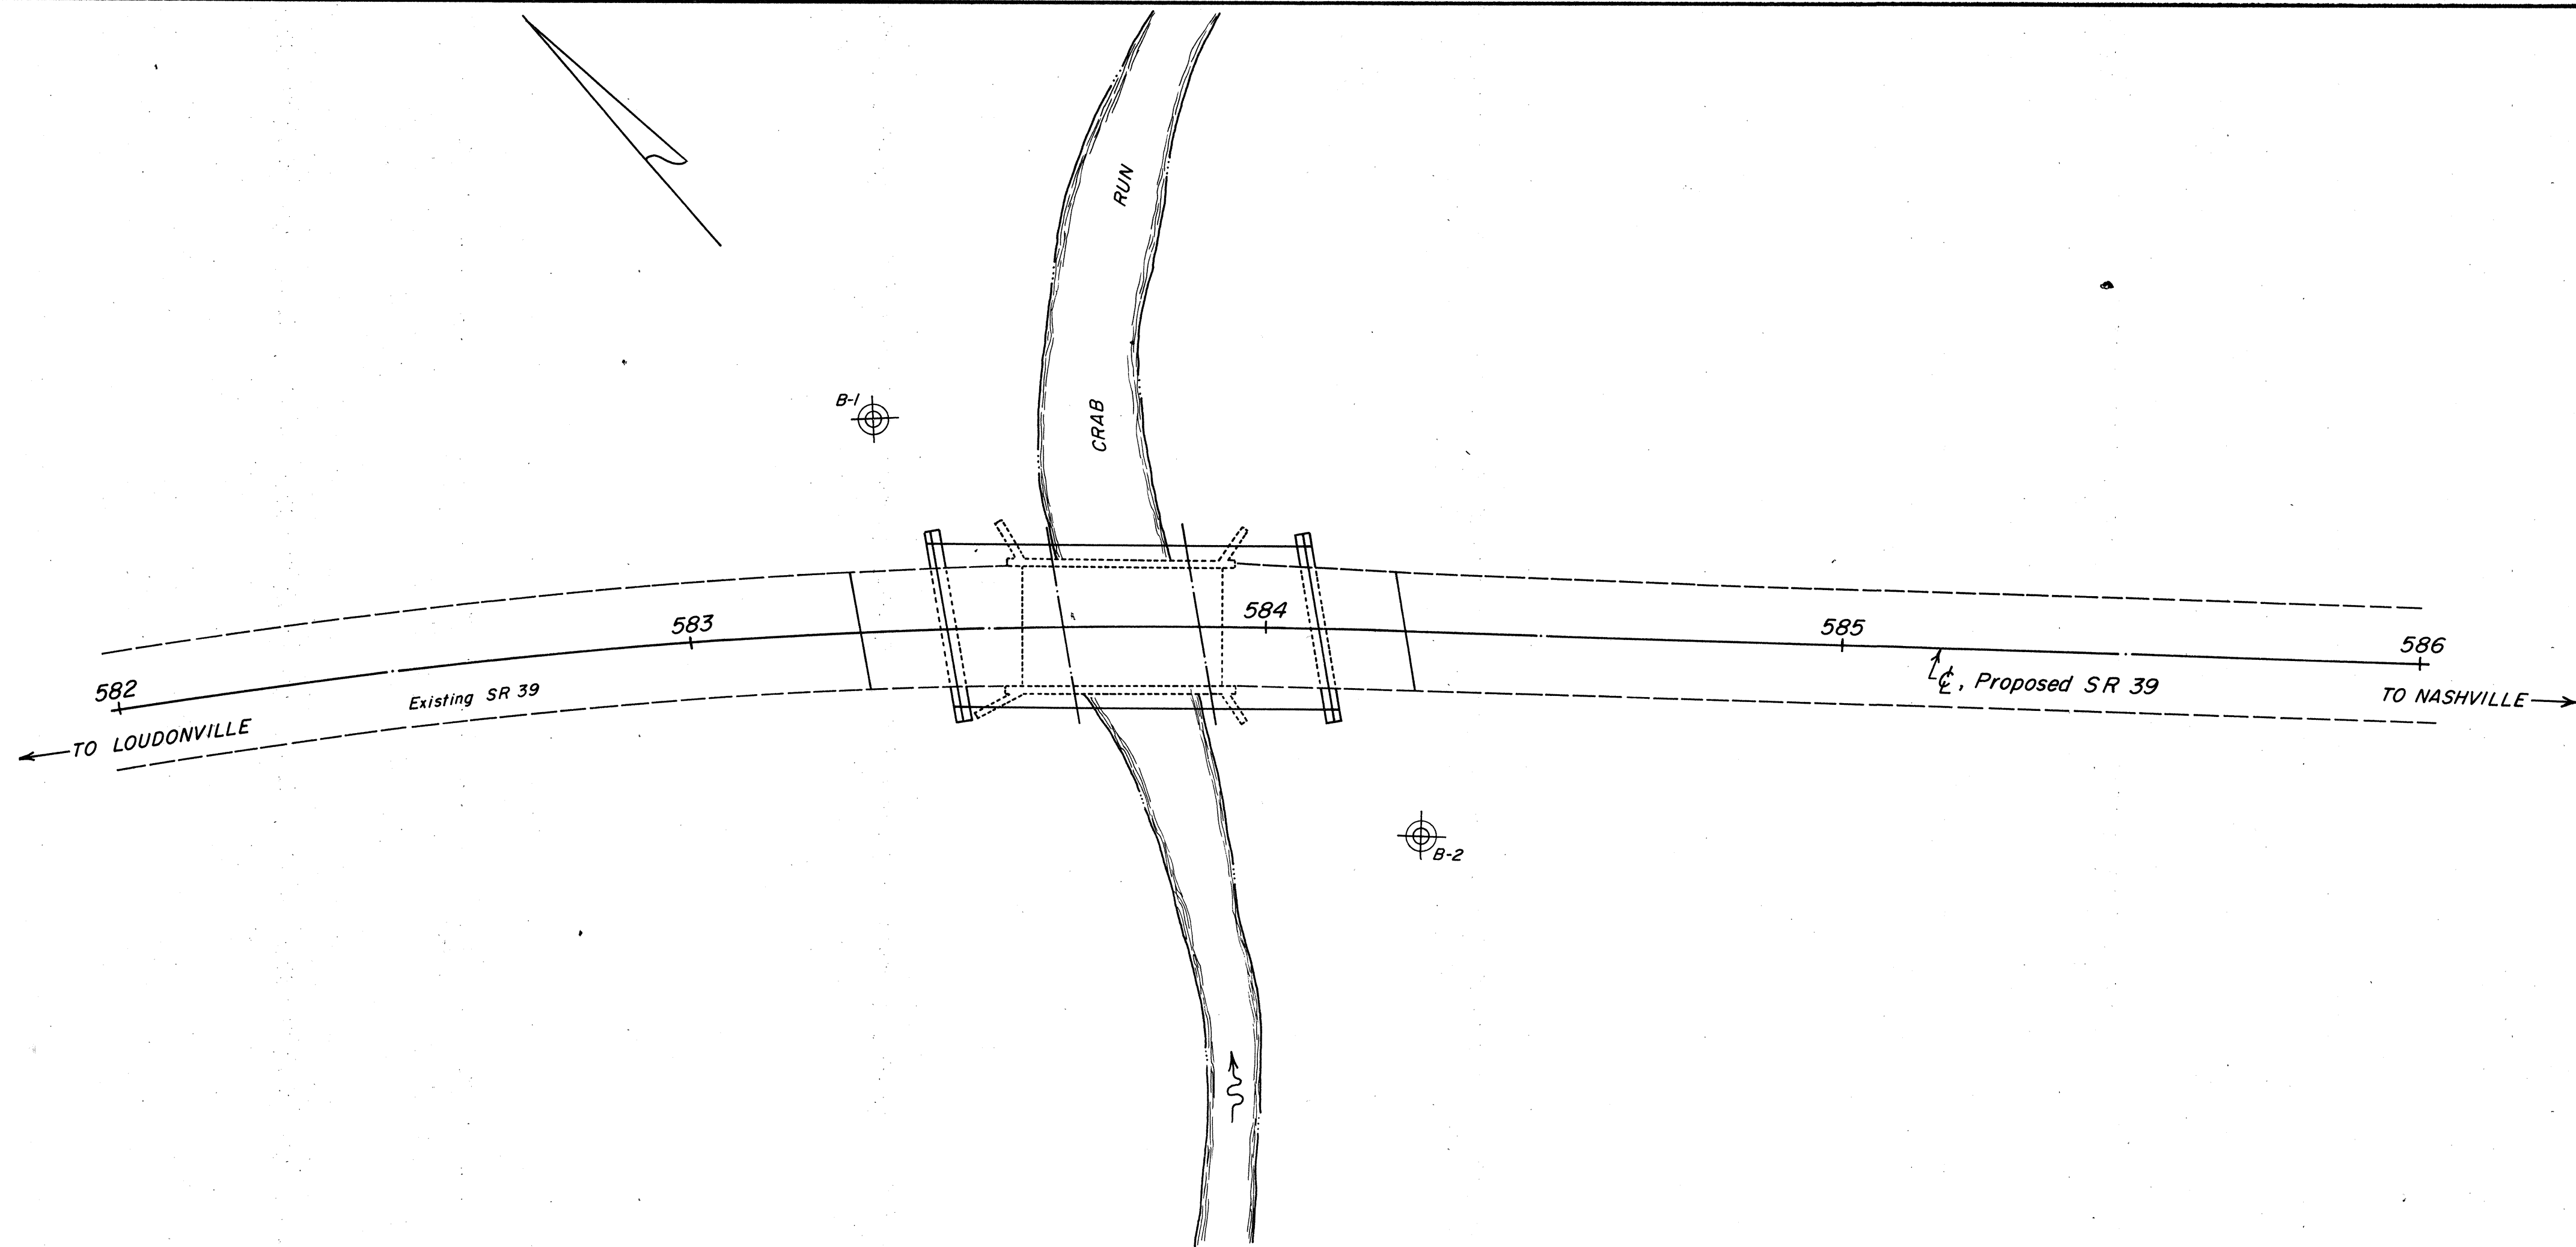 RUN
CRAB
B-1
582
583
584
585
586
Existing SR 39
℄, Proposed SR 39
TO LOUDONVILLE
TO NASHVILLE
B-2